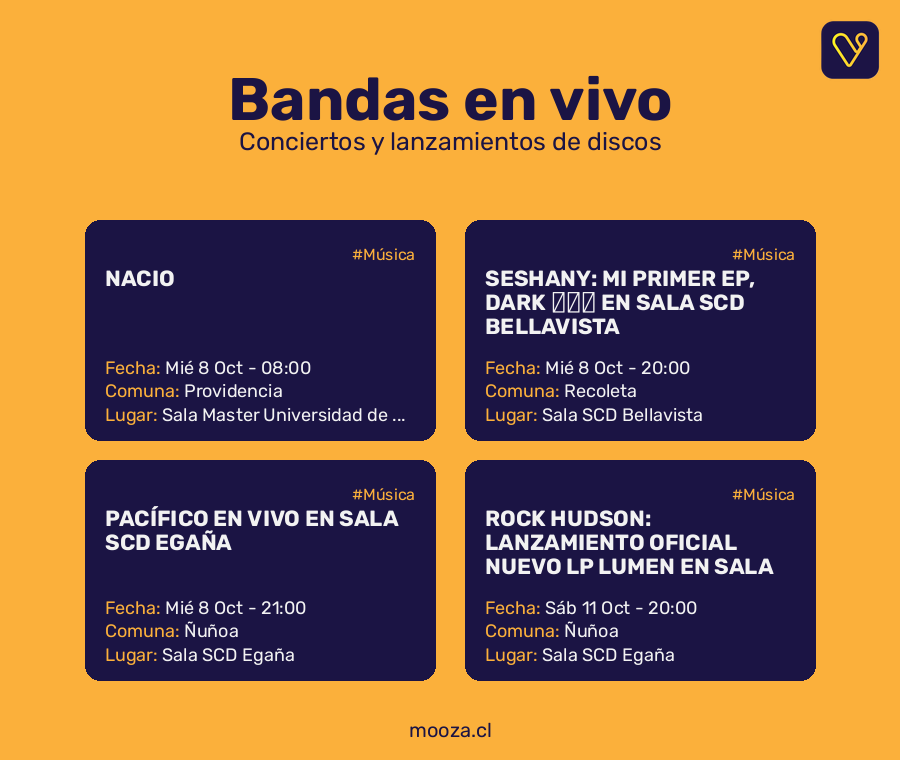 Bandas en vivo
Conciertos y lanzamientos de discos
#Música
NACIO
Fecha: Mié 8 Oct - 08:00
Comuna: Providencia
Lugar: Sala Master Universidad de ...
#Música
SESHANY: MI PRIMER EP,
DARK EN SALA SCD
BELLAVISTA
Fecha: Mié 8 Oct - 20:00
Comuna: Recoleta
Lugar: Sala SCD Bellavista
#Música
PACÍFICO EN VIVO EN SALA
SCD EGAÑA
Fecha: Mié 8 Oct - 21:00
Comuna: Ñuñoa
Lugar: Sala SCD Egaña
#Música
ROCK HUDSON:
LANZAMIENTO OFICIAL
NUEVO LP LUMEN EN SALA
Fecha: Sáb 11 Oct - 20:00
Comuna: Ñuñoa
Lugar: Sala SCD Egaña
mooza.cl